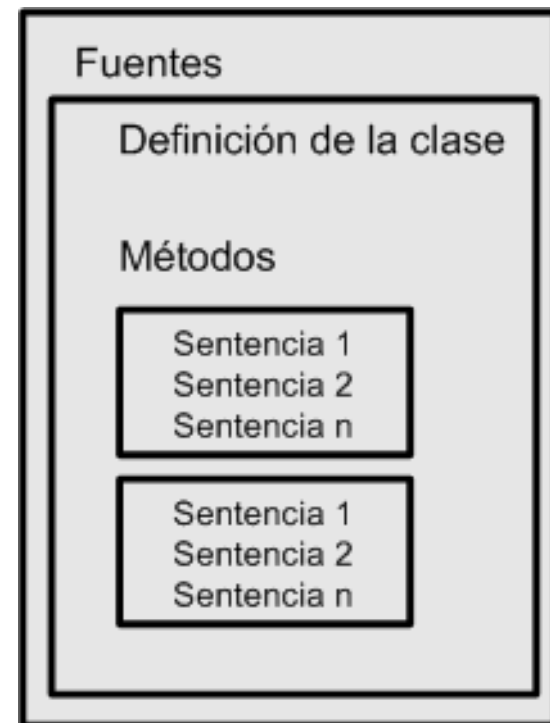 Fuentes
Definición de la clase
Métodos
Sentencia 1
Sentencia 2
Sentencia n
Sentencia 1
Sentencia 2
Sentencia n